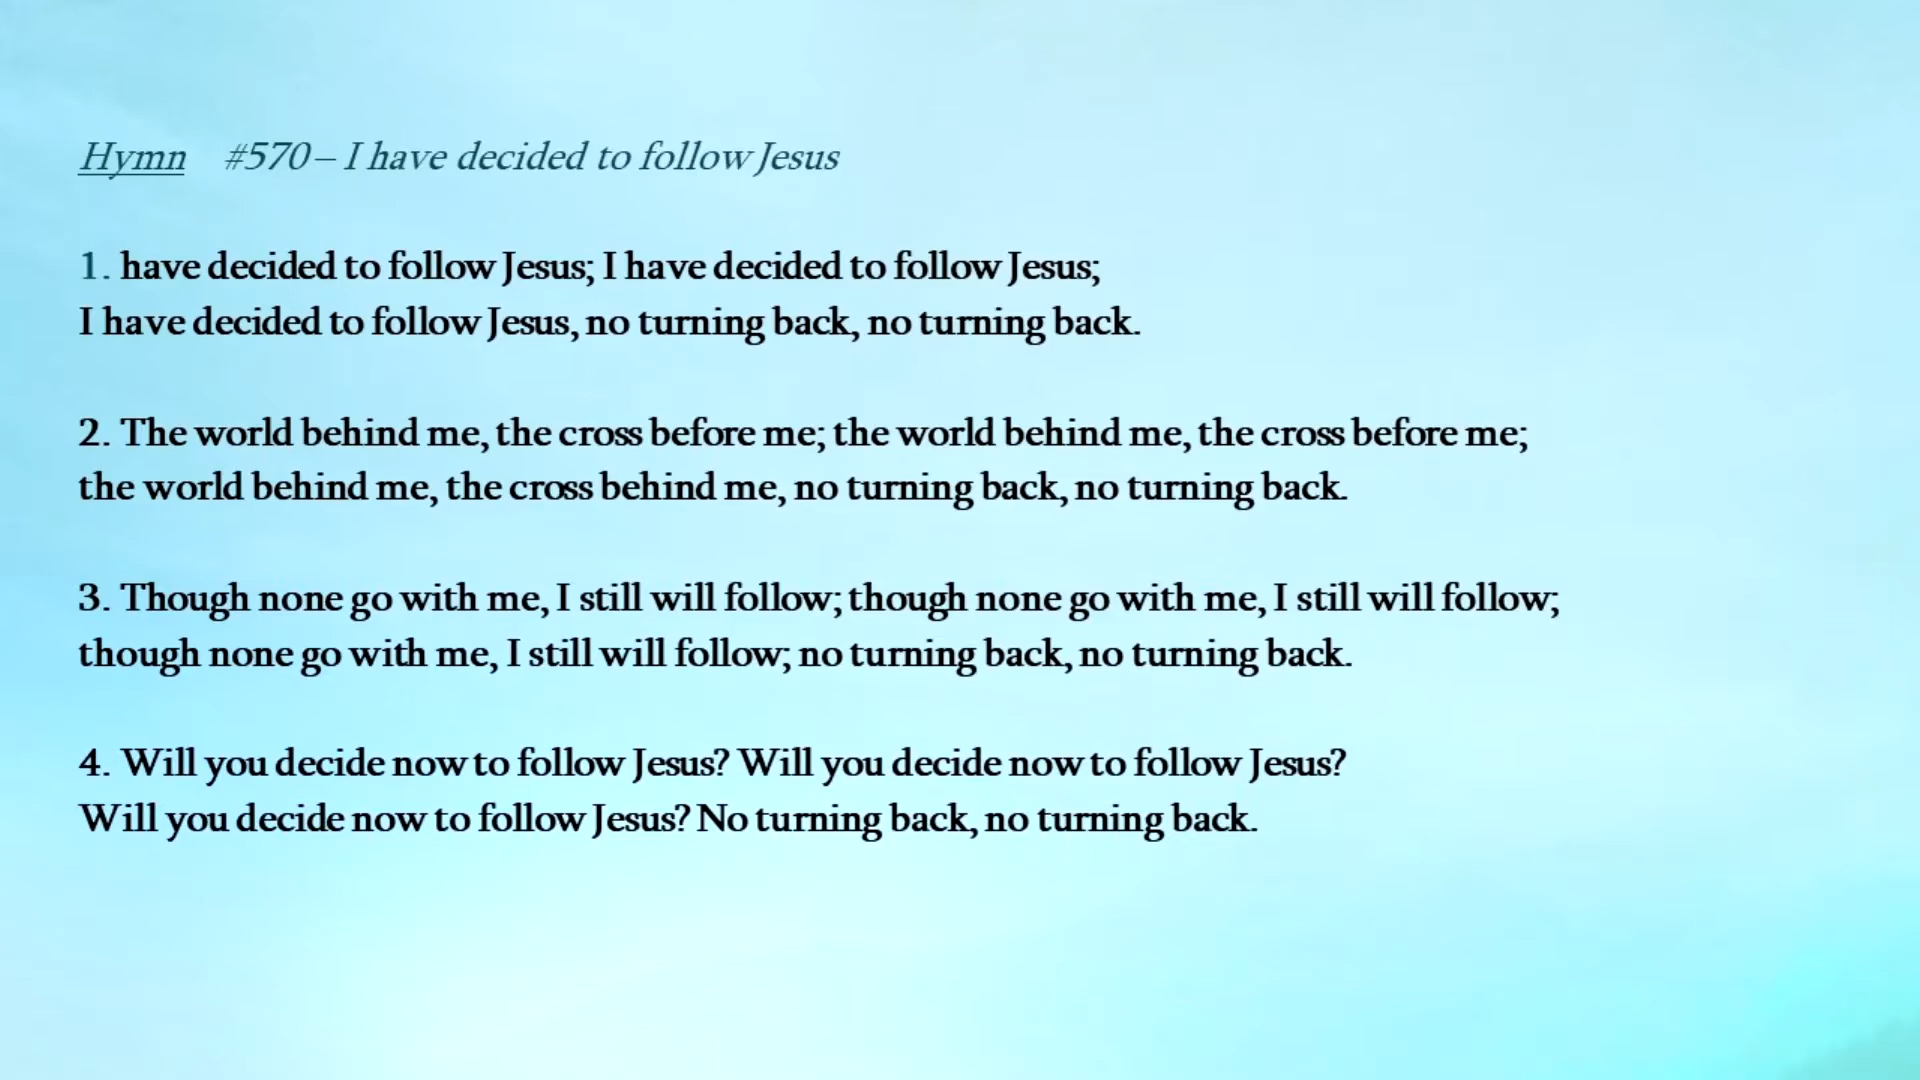 Hymn #570 – I have decided to follow Jesus
1. have decided to follow Jesus; I have decided to follow Jesus;
I have decided to follow Jesus, no turning back, no turning back.
2. The world behind me, the cross before me; the world behind me, the cross before me;
the world behind me, the cross behind me, no turning back, no turning back.
3. Though none go with me, I still will follow; though none go with me, I still will follow;
though none go with me, I still will follow; no turning back, no turning back.
4. Will you decide now to follow Jesus? Will you decide now to follow Jesus?
Will you decide now to follow Jesus? No turning back, no turning back.